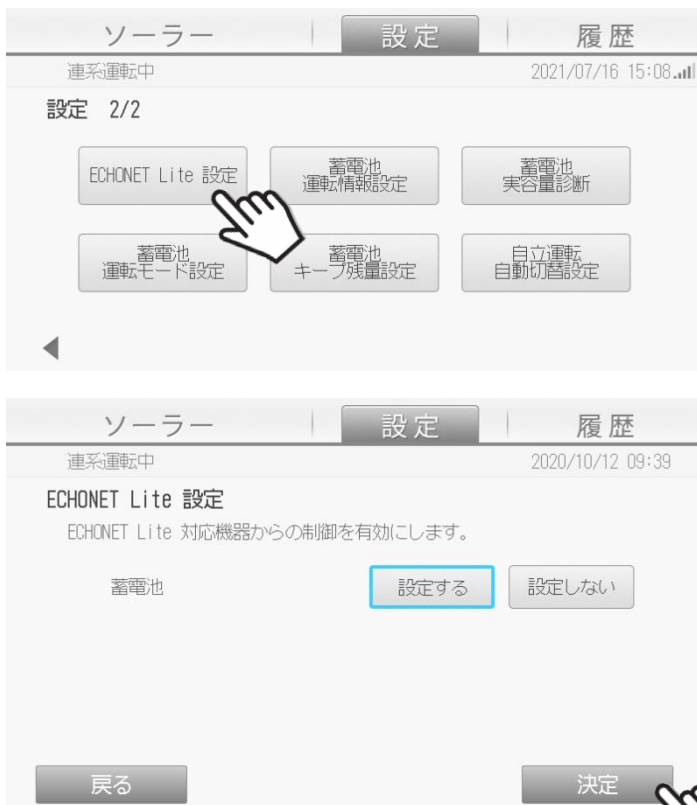 ソーラー 設定 履歴
連系運転中 2021/07/16 15:08
設定 2/2
ECHONET Lite 設定
蓄電池
運転情報設定
蓄電池
実容量診断
蓄電池
運転モード設定
蓄電池
キープ残量設定
自立運転
自動切替設定
ソーラー 設定 履歴
連系運転中 2020/10/12 09:39
ECHONET Lite 設定
ECHONET Lite 対応機器からの制御を有効にします。
蓄電池 設定する 設定しない
戻る 決定